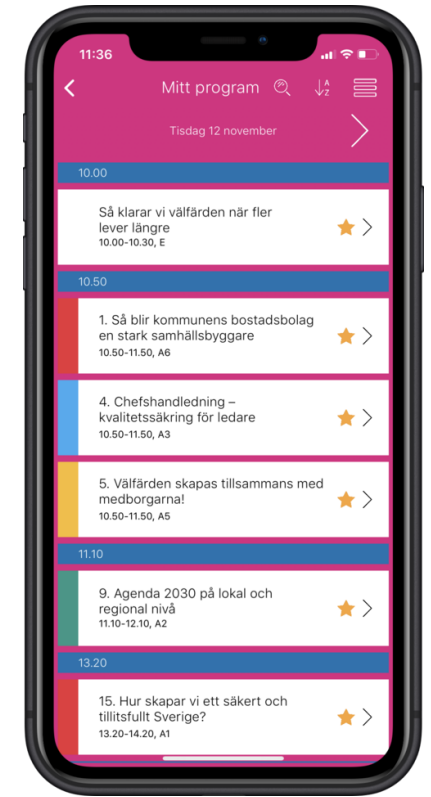 11:36
Mitt program
Tisdag 12 november
10.00
Så klarar vi välfärden när fler
lever längre
10.00-10.30, E
10.50
1. Så blir kommunens bostadsbolag
en stark samhällsbyggare
10.50-11.50, A6
4. Chefshandledning –
kvalitetssäkring för ledare
10.50-11.50, A3
5. Välfärden skapas tillsammans med
medborgarna!
10.50-11.50, A5
11.10
9. Agenda 2030 på lokal och
regional nivå
11.10-12.10, A2
13.20
15. Hur skapar vi ett säkert och
tillitsfullt Sverige?
13.20-14.20, A1